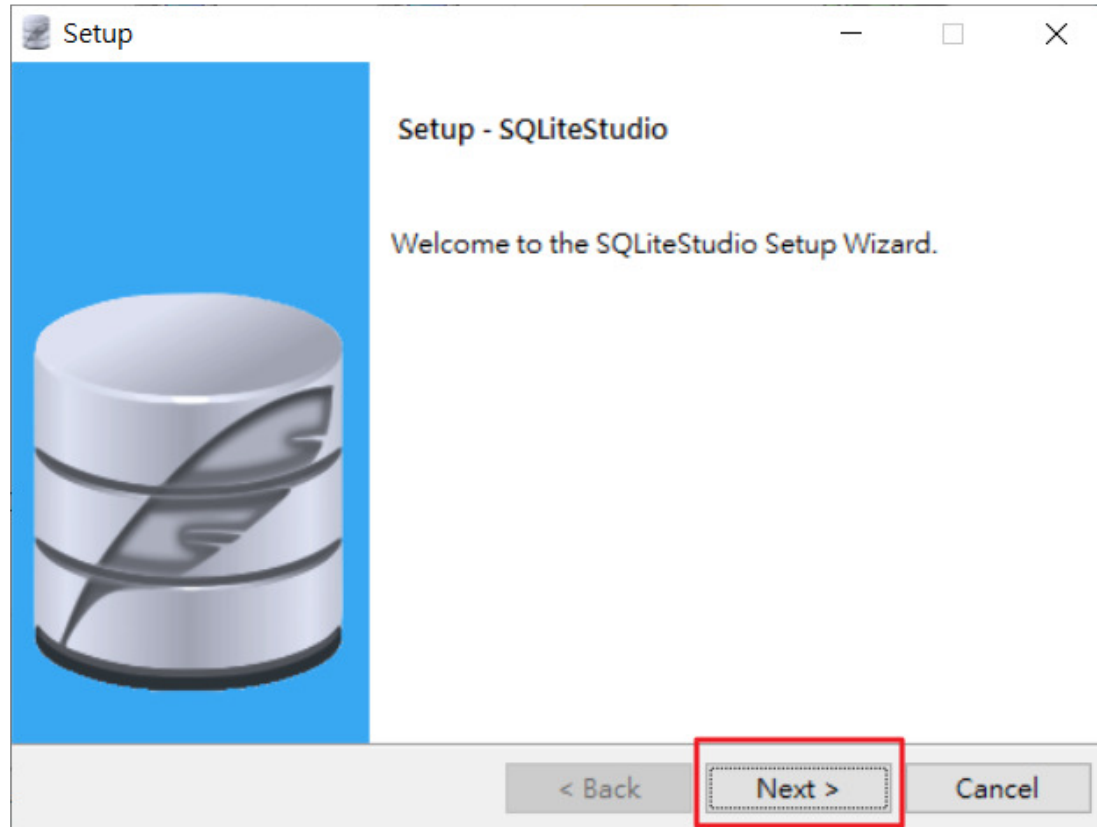 Setup
Setup - SQLiteStudio
Welcome to the SQLiteStudio Setup Wizard.
< Back
Next >
Cancel